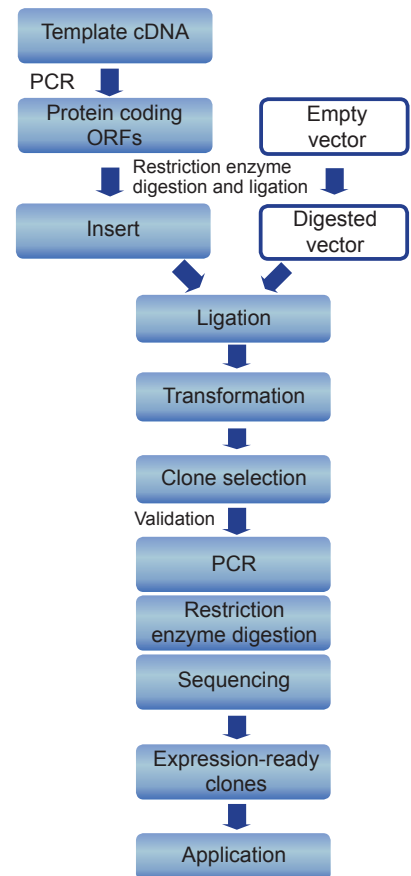 Template cDNA
PCR
Protein coding
ORFs
Empty
vector
Restriction enzyme
digestion and ligation
Insert
Digested
vector
Ligation
Transformation
Clone selection
Validation
PCR
Restriction
enzyme digestion
Sequencing
Expression-ready
clones
Application